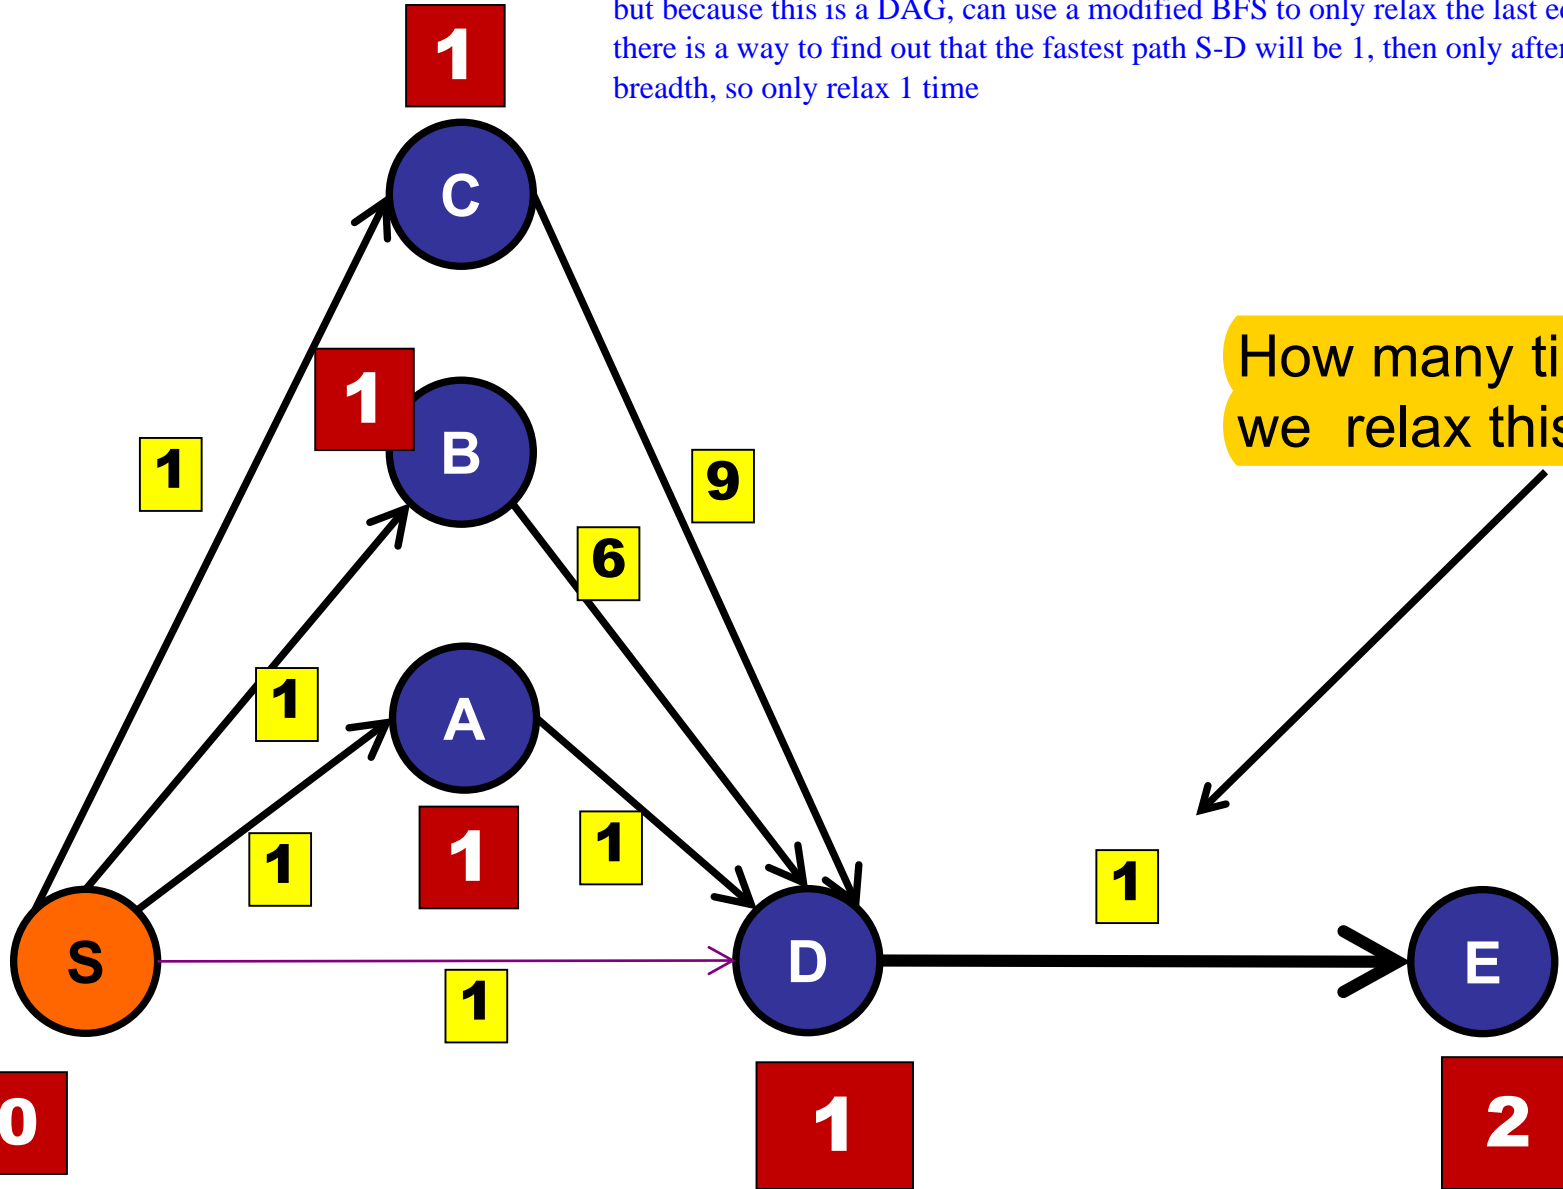 but because this is a DAG, can use a modified BFS to only relax the last
there is a way to find out that the fastest path S-D will be 1, then only after
breadth, so only relax 1 time
1
C
How many
we relax this
1
B
1
9
6
1
A
1
1
1
1
S
D
E
1
0
1
2